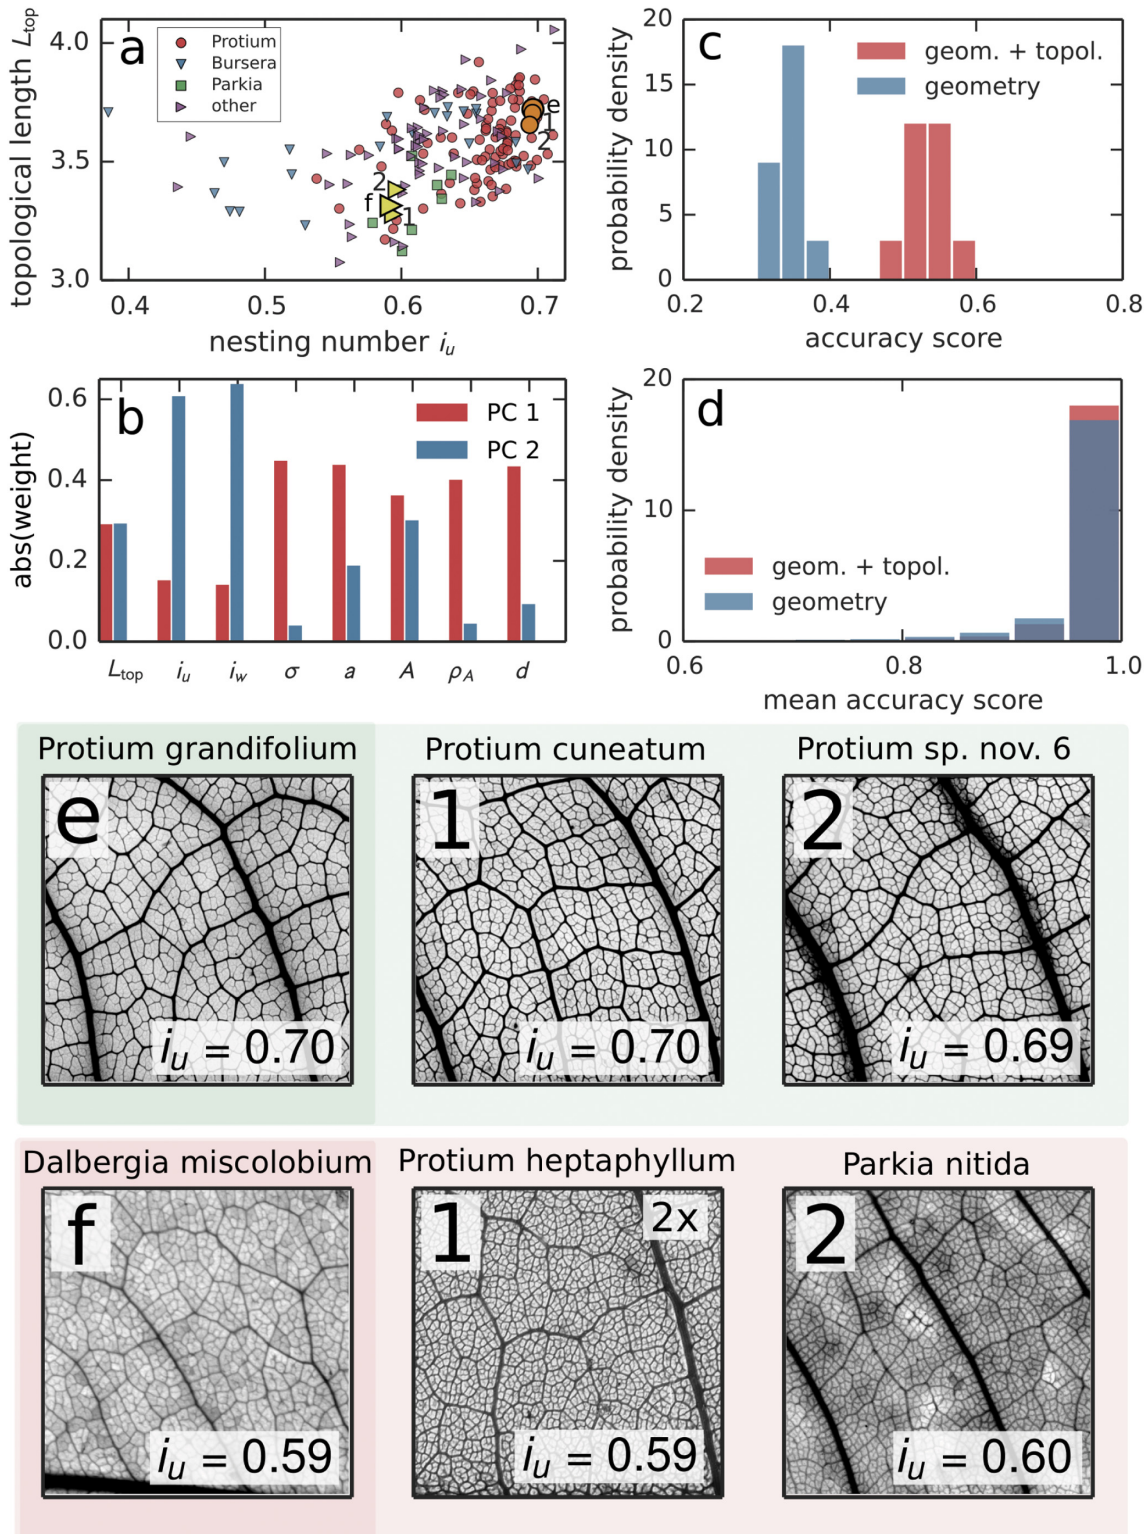 a
Protium
Bursera
Parkia
other
topological length L_top
4.0
3.5
3.0
0.4 0.5 0.6 0.7
nesting number i_u
e
1
2
2
f
1
c
geom. + topol.
geometry
probability density
20
15
10
5
0
0.2 0.4 0.6 0.8
accuracy score
b
PC 1
PC 2
abs(weight)
0.6
0.4
0.2
0.0
L_top i_u i_w σ a A ρ_A d
d
geom. + topol.
geometry
probability density
20
10
0
0.6 0.8 1.0
mean accuracy score
Protium grandifolium
e
i_u = 0.70
Protium cuneatum
1
i_u = 0.70
Protium sp. nov. 6
2
i_u = 0.69
Dalbergia miscolobium
f
i_u = 0.59
Protium heptaphyllum
1
2x
i_u = 0.59
Parkia nitida
2
i_u = 0.60